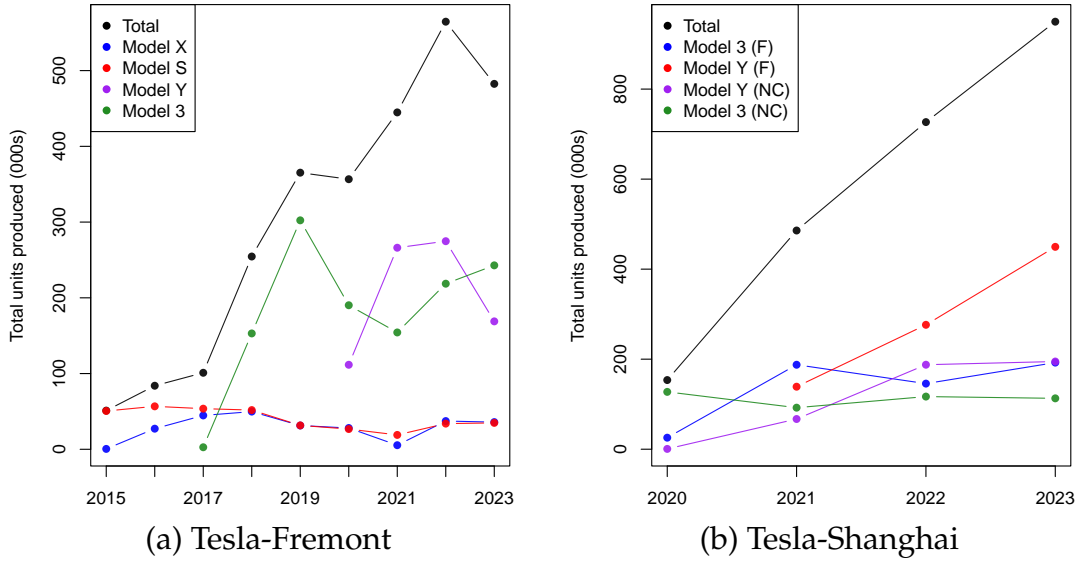 Total
Model X
Model S
Model Y
Model 3
Total units produced (000s)
0
100
200
300
400
500
2015
2017
2019
2021
2023
(a) Tesla-Fremont
Total
Model 3 (F)
Model Y (F)
Model Y (NC)
Model 3 (NC)
Total units produced (000s)
0
200
400
600
800
2020
2021
2022
2023
(b) Tesla-Shanghai